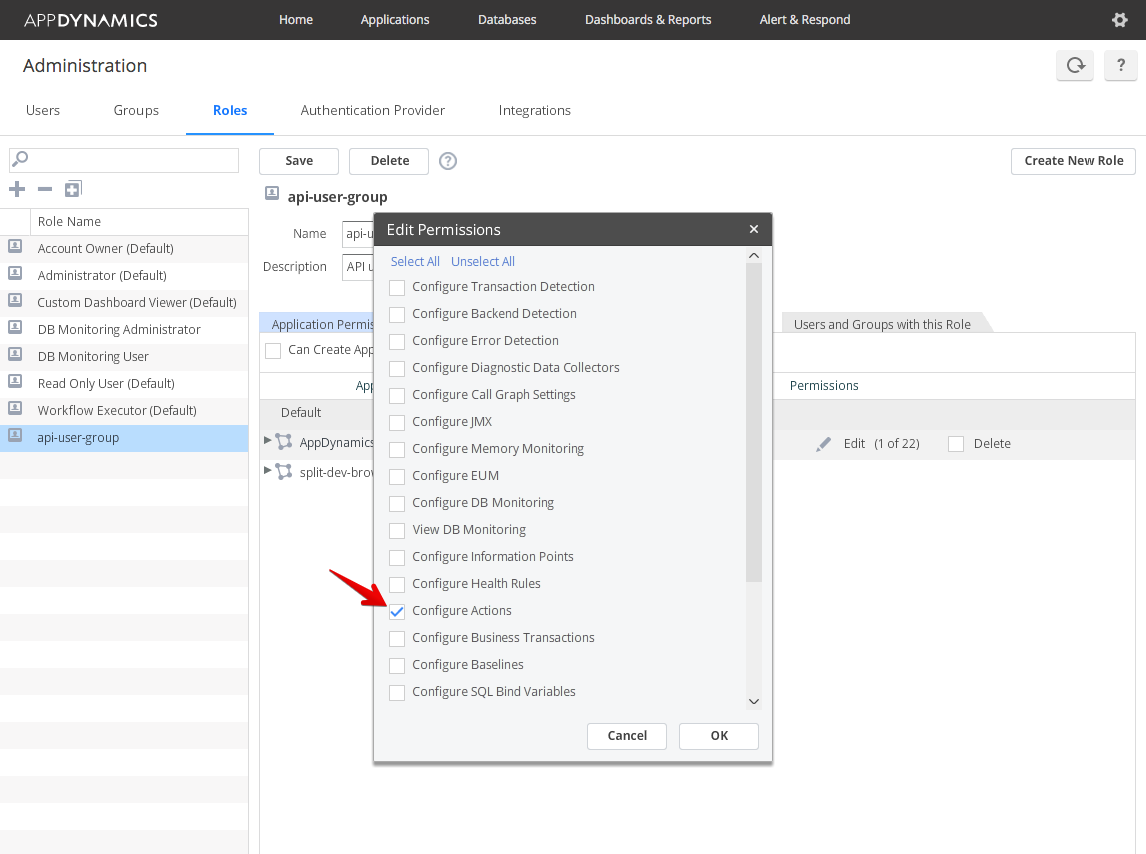 APPDYNAMICS Home Applications Databases Dashboards & Reports Alert & Respond
Administration
?
Users Groups Roles Authentication Provider Integrations
Save Delete ? Create New Role
api-user-group
Role Name
Account Owner (Default)
Administrator (Default)
Custom Dashboard Viewer (Default)
DB Monitoring Administrator
DB Monitoring User
Read Only User (Default)
Workflow Executor (Default)
api-user-group
Name api-u
Description API u
Application Permis
Users and Groups with this Role
Can Create App
App
Permissions
Default
AppDynamics
Edit (1 of 22) Delete
split-dev-brow
Edit Permissions ×
Select All Unselect All
Configure Transaction Detection
Configure Backend Detection
Configure Error Detection
Configure Diagnostic Data Collectors
Configure Call Graph Settings
Configure JMX
Configure Memory Monitoring
Configure EUM
Configure DB Monitoring
View DB Monitoring
Configure Information Points
Configure Health Rules
Configure Actions
Configure Business Transactions
Configure Baselines
Configure SQL Bind Variables
Cancel OK